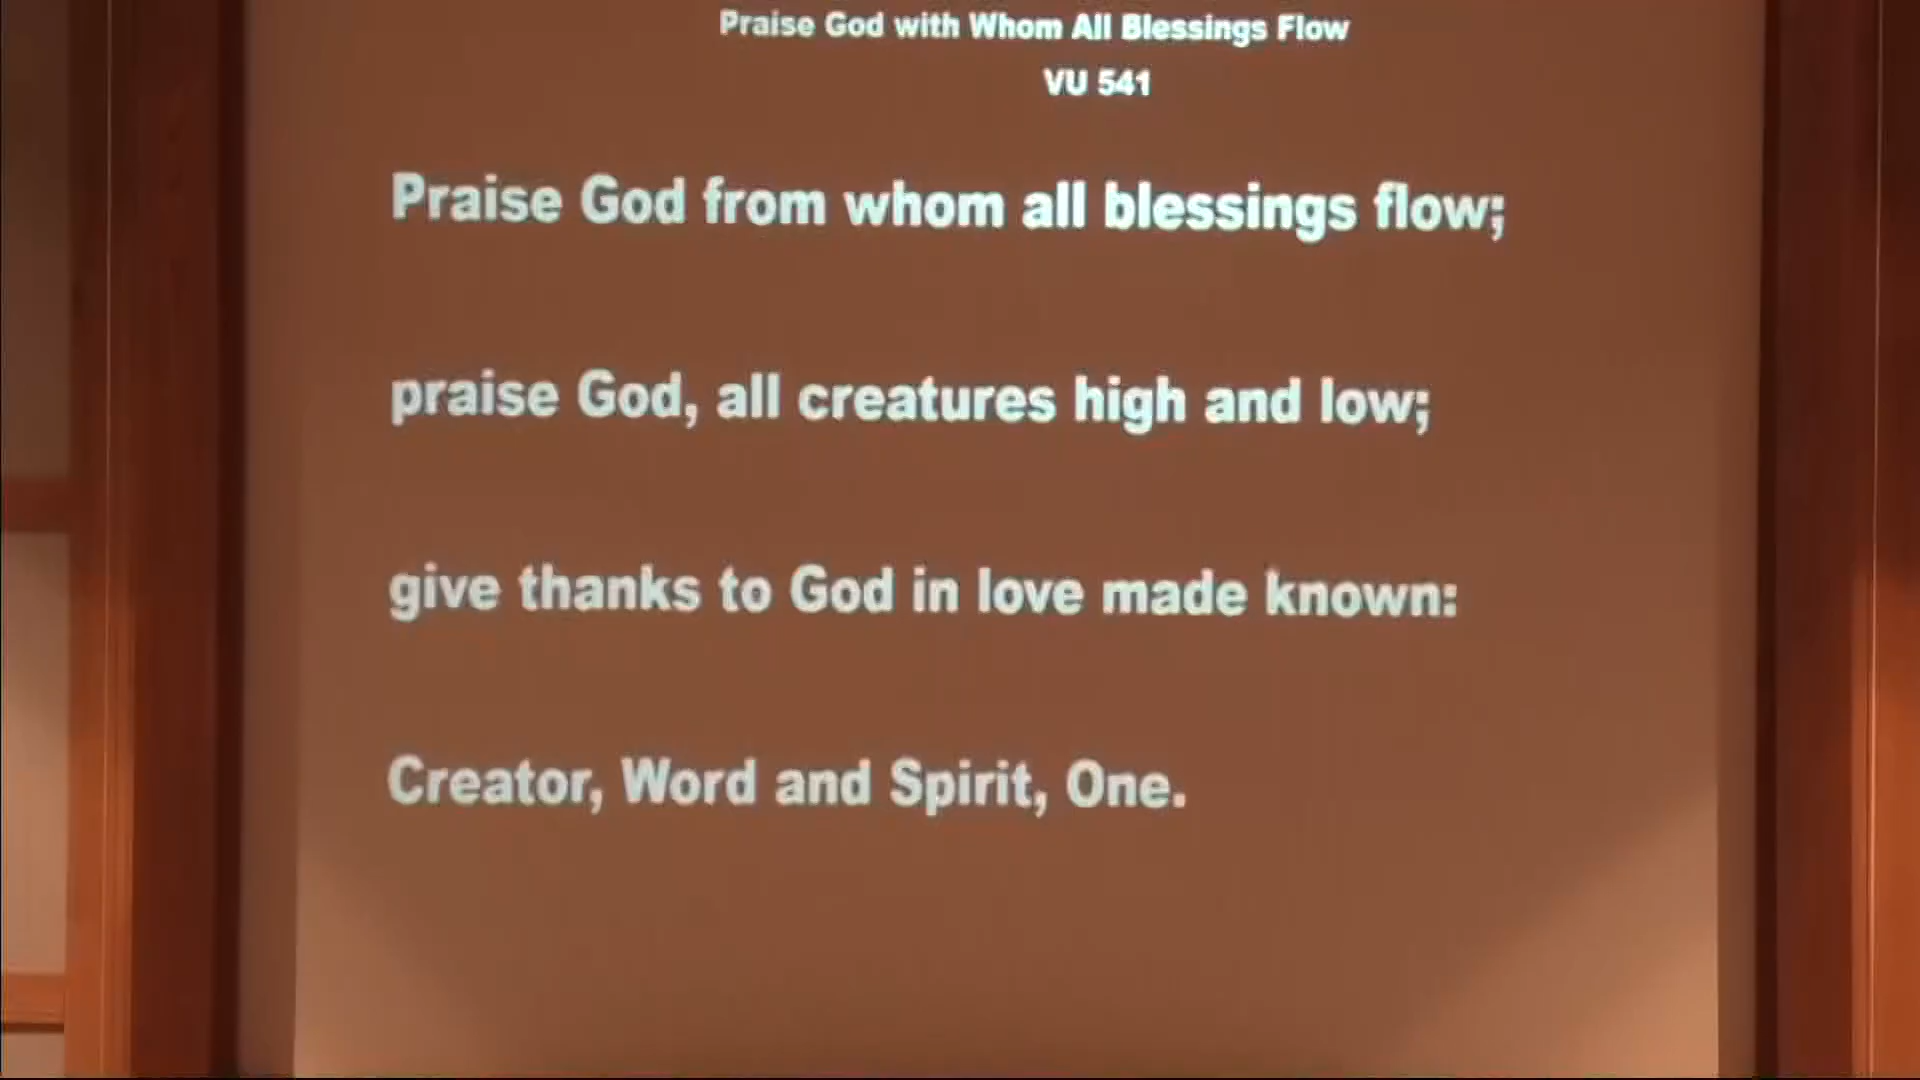 Praise God with Whom All Blessings Flow
VU 541
Praise God from whom all blessings flow;
praise God, all creatures high and low;
give thanks to God in love made known:
Creator, Word and Spirit, One.